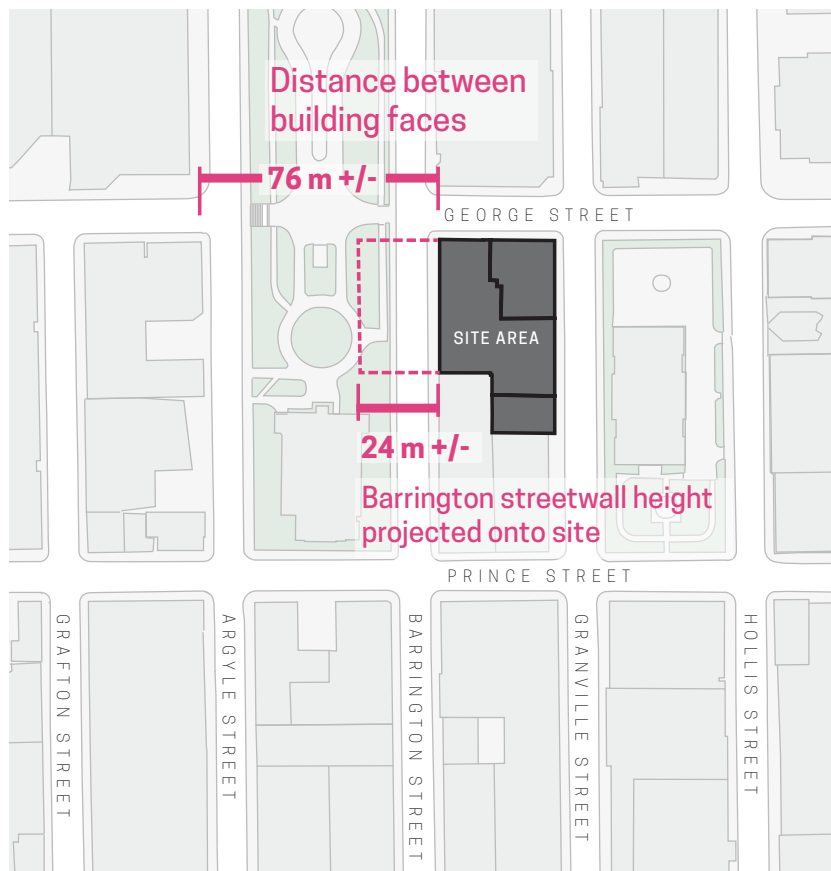 Distance between
building faces
76 m +/-
GEORGE STREET
SITE AREA
24 m +/-
Barrington streetwall height
projected onto site
PRINCE STREET
GRAFTON STREET
ARGYLE STREET
BARRINGTON STREET
GRANVILLE STREET
HOLLIS STREET